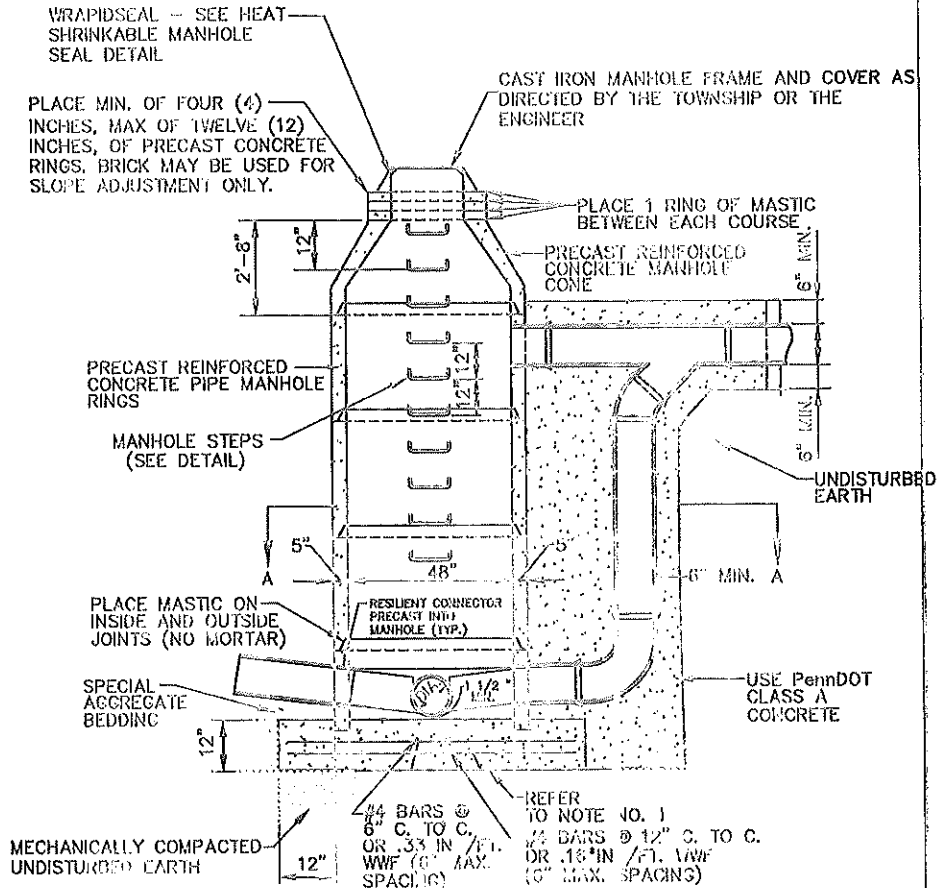 WRAPIDSEAL - SEE HEAT
SHRINKABLE MANHOLE
SEAL DETAIL
CAST IRON MANHOLE FRAME AND COVER AS
DIRECTED BY THE TOWNSHIP OR THE
ENGINEER
PLACE MIN. OF FOUR (4)
INCHES, MAX OF TWELVE (12)
INCHES, OF PRECAST CONCRETE
RINGS. BRICK MAY BE USED FOR
SLOPE ADJUSTMENT ONLY.
PLACE 1 RING OF MASTIC
BETWEEN EACH COURSE
2'-8"
12"
PRECAST REINFORCED
CONCRETE MANHOLE
CONE
6" MIN.
PRECAST REINFORCED
CONCRETE PIPE MANHOLE
RINGS
12"
12"
6" MIN.
MANHOLE STEPS
(SEE DETAIL)
UNDISTURBED
EARTH
5"
A
48"
5"
6" MIN.
A
PLACE MASTIC ON
INSIDE AND OUTSIDE
JOINTS (NO MORTAR)
RESILIENT CONNECTOR
PRECAST INTO
MANHOLE (TYP.)
SPECIAL
AGGREGATE
BEDDING
1 1/2"
USE PennDOT
CLASS A
CONCRETE
12"
MECHANICALLY COMPACTED
UNDISTURBED EARTH
12"
#4 BARS @
6" C. TO C.
OR .33 IN /FT.
WWF (6" MAX.
SPACING)
REFER
TO NOTE NO. 1
#4 BARS @ 12" C. TO C.
OR .16 IN /FT. WWF
(6" MAX. SPACING)